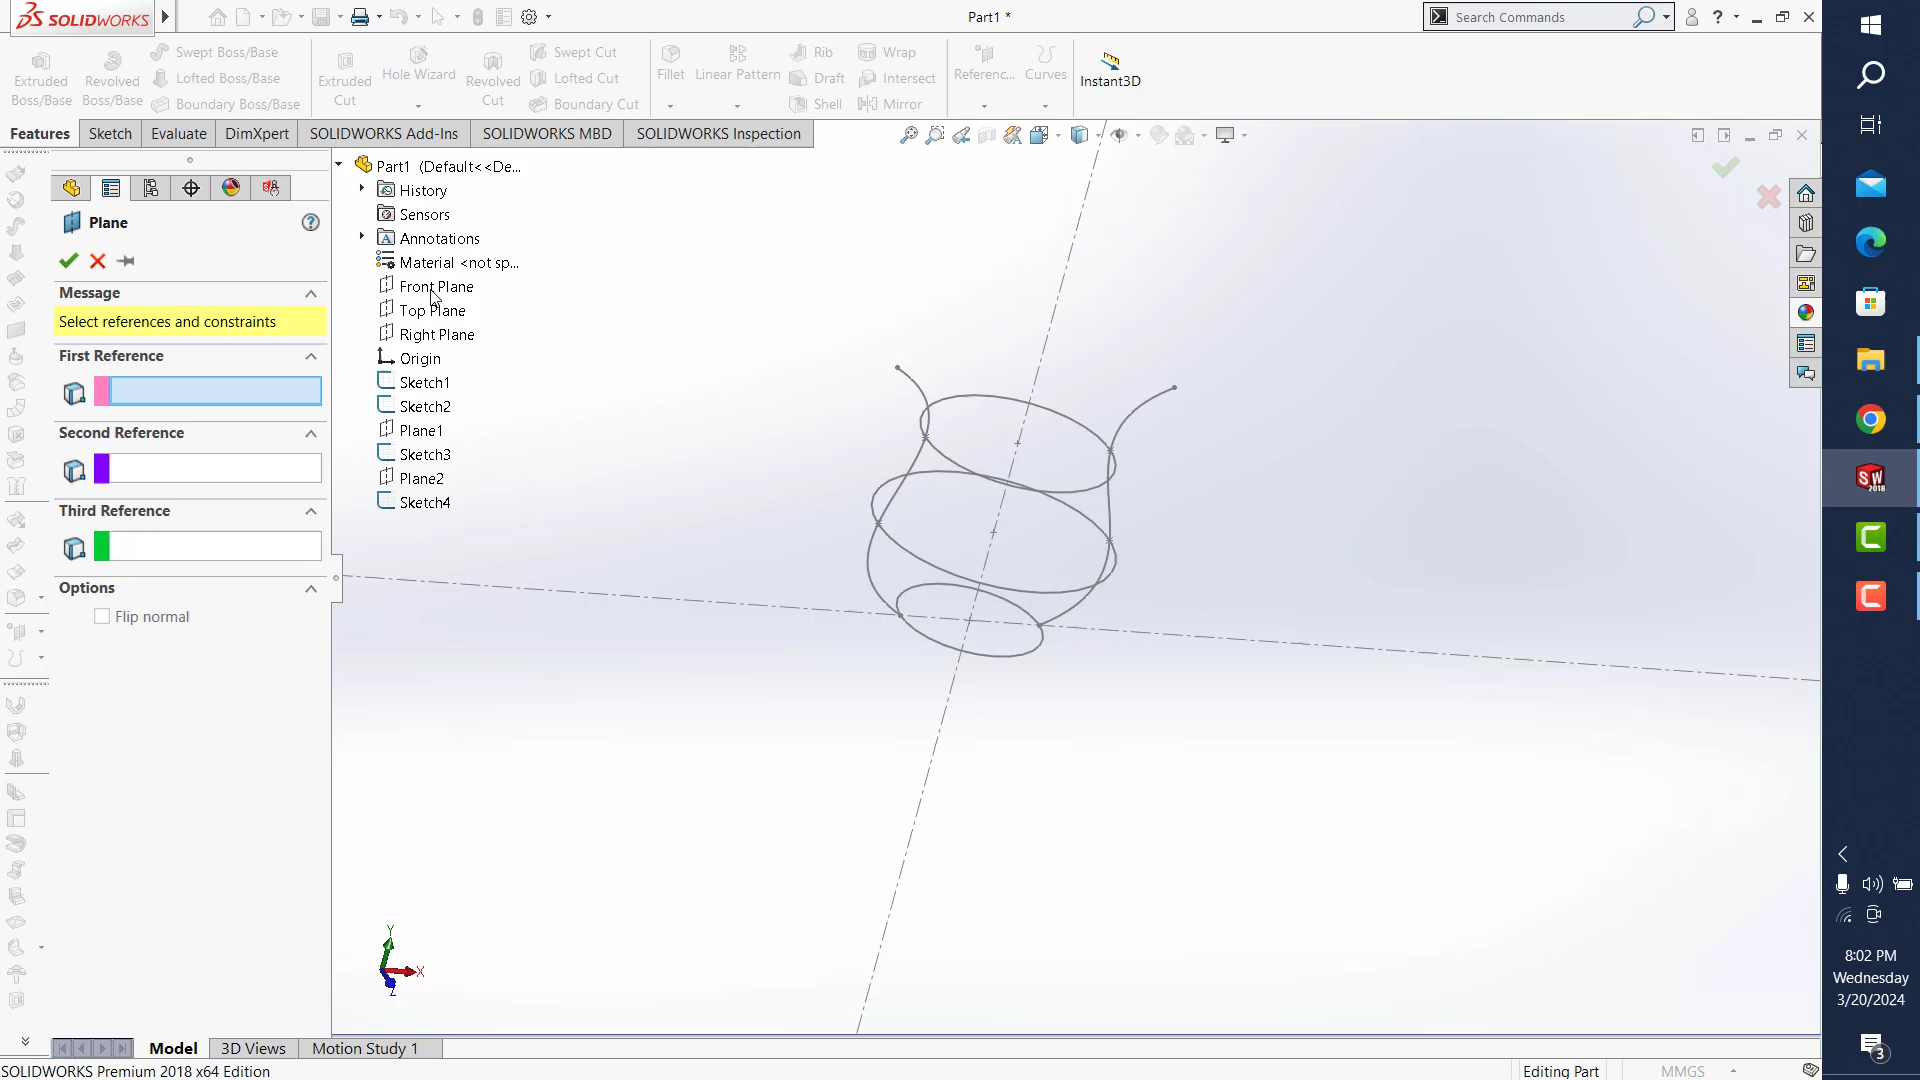 SOLIDWORKS
Part1 *
Search Commands
Extruded Boss/Base
Revolved Boss/Base
Swept Boss/Base
Lofted Boss/Base
Boundary Boss/Base
Extruded Cut
Hole Wizard
Revolved Cut
Swept Cut
Lofted Cut
Boundary Cut
Fillet
Linear Pattern
Rib
Draft
Shell
Wrap
Intersect
Mirror
Referenc...
Curves
Instant3D
Features
Sketch
Evaluate
DimXpert
SOLIDWORKS Add-Ins
SOLIDWORKS MBD
SOLIDWORKS Inspection
Plane
Message
Select references and constraints
First Reference
Second Reference
Third Reference
Options
Flip normal
Part1 (Default<<De...
History
Sensors
Annotations
Material <not sp...
Front Plane
Top Plane
Right Plane
Origin
Sketch1
Sketch2
Plane1
Sketch3
Plane2
Sketch4
Y
X
Z
Model
3D Views
Motion Study 1
SOLIDWORKS Premium 2018 x64 Edition
Editing Part
MMGS
SW
2018
8:02 PM
Wednesday
3/20/2024
3